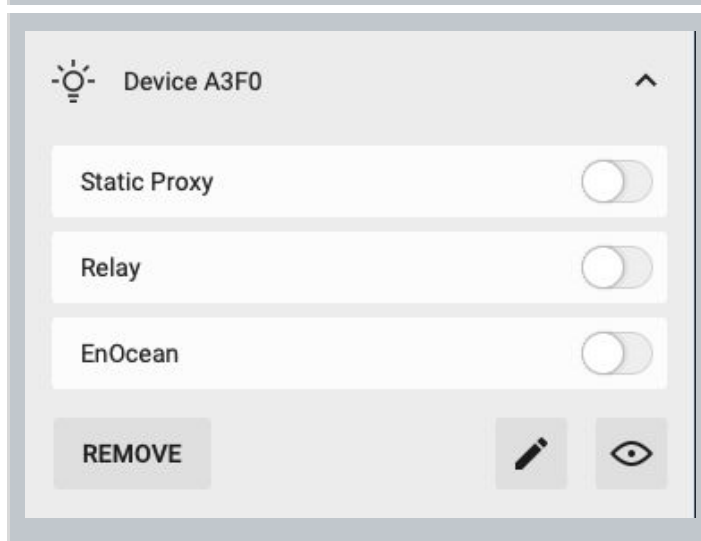 Device A3F0
Static Proxy
Relay
EnOcean
REMOVE